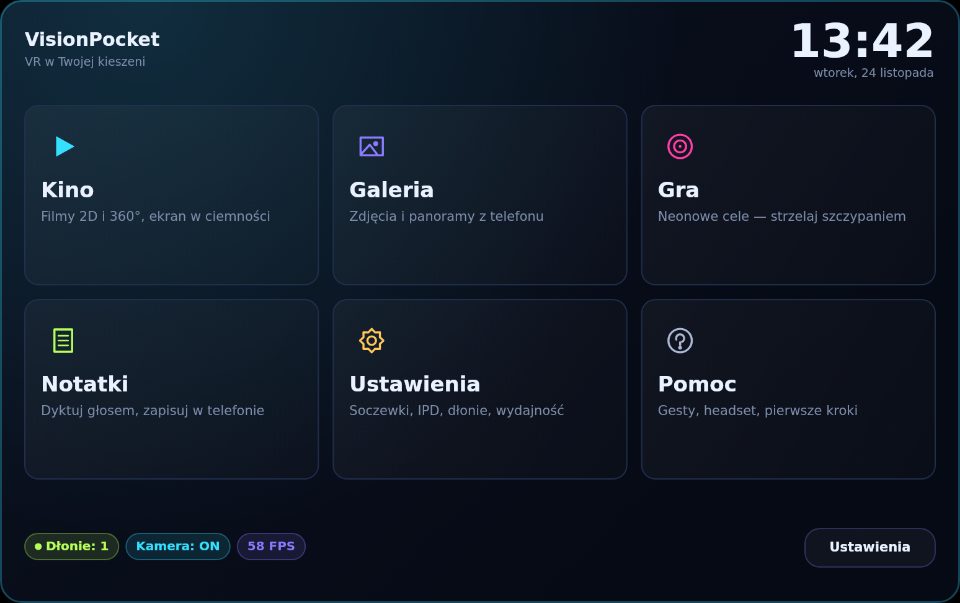 VisionPocket
VR w Twojej kieszeni
13:42
wtorek, 24 listopada
Kino
Filmy 2D i 360°, ekran w ciemności
Galeria
Zdjęcia i panoramy z telefonu
Gra
Neonowe cele — strzelaj szczypaniem
Notatki
Dyktuj głosem, zapisuj w telefonie
Ustawienia
Soczewki, IPD, dłonie, wydajność
Pomoc
Gesty, headset, pierwsze kroki
Dłonie: 1
Kamera: ON
58 FPS
Ustawienia